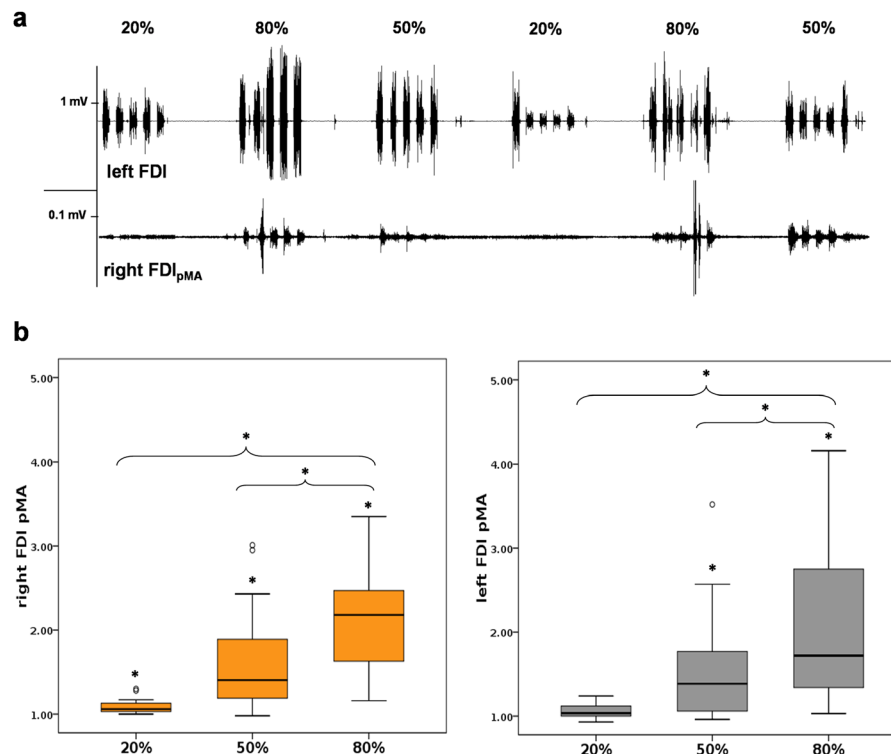 a
20% 80% 50% 20% 80% 50%
1 mV
left FDI
0.1 mV
right FDIpMA
b
5.00
4.00
3.00
2.00
1.00
right FDI pMA
* * * * *
20% 50% 80%
5.00
4.00
3.00
2.00
1.00
left FDI pMA
* * * *
20% 50% 80%